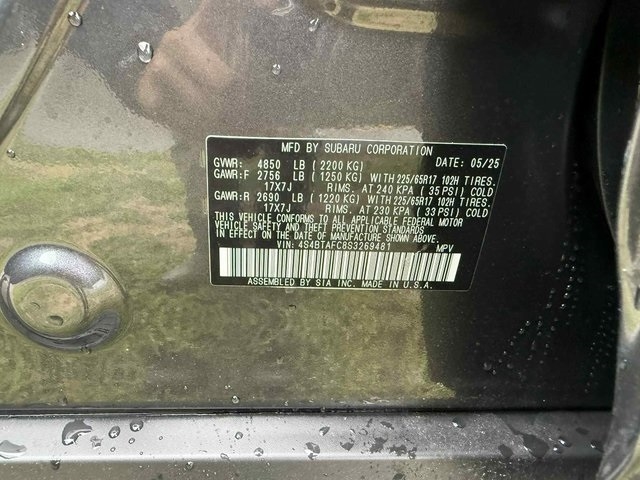 MFD BY SUBARU CORPORATION
GVWR: 4850 LB (2200 KG) DATE: 05/25
GAWR:F 2756 LB (1250 KG) WITH 225/65R17 102H TIRES.
17X7J RIMS. AT 240 KPA (35 PSI) COLD
GAWR:R 2690 LB (1220 KG) WITH 225/65R17 102H TIRES.
17X7J RIMS. AT 230 KPA (33 PSI) COLD
THIS VEHICLE CONFORMS TO ALL APPLICABLE FEDERAL MOTOR
VEHICLE SAFETY AND THEFT PREVENTION STANDARDS
IN EFFECT ON THE DATE OF MANUFACTURE SHOWN ABOVE.
VIN: 4S4BTAFC8S3269481 MPV
ASSEMBLED BY SIA INC. MADE IN U.S.A.